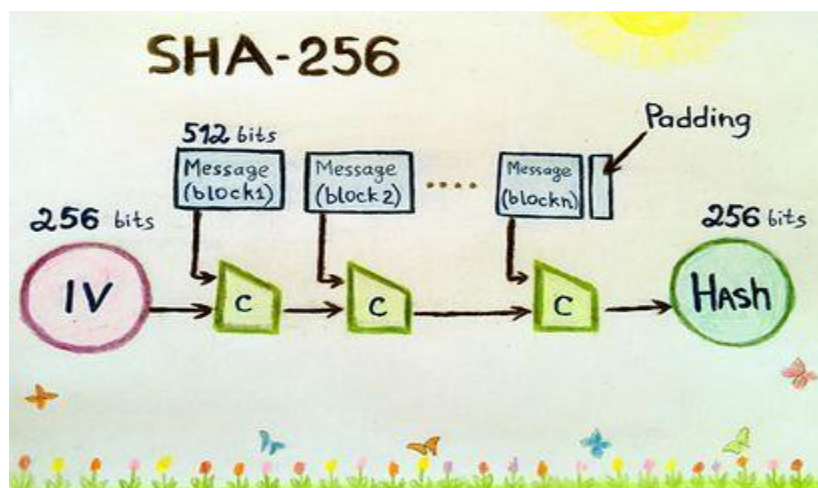 SHA-256
512 bits
Padding
Message
(block1)
Message
(block2)
Message
(blockn)
256 bits
256 bits
IV
C
C
C
HASH